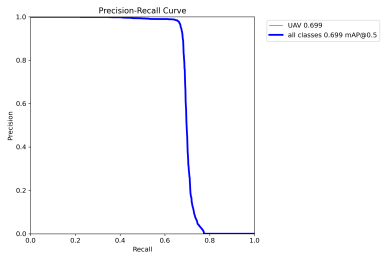 Precision-Recall Curve
UAV 0.699
all classes 0.699 mAP@0.5
1.0
0.8
0.6
0.4
0.2
0.0
Precision
0.0 0.2 0.4 0.6 0.8 1.0
Recall